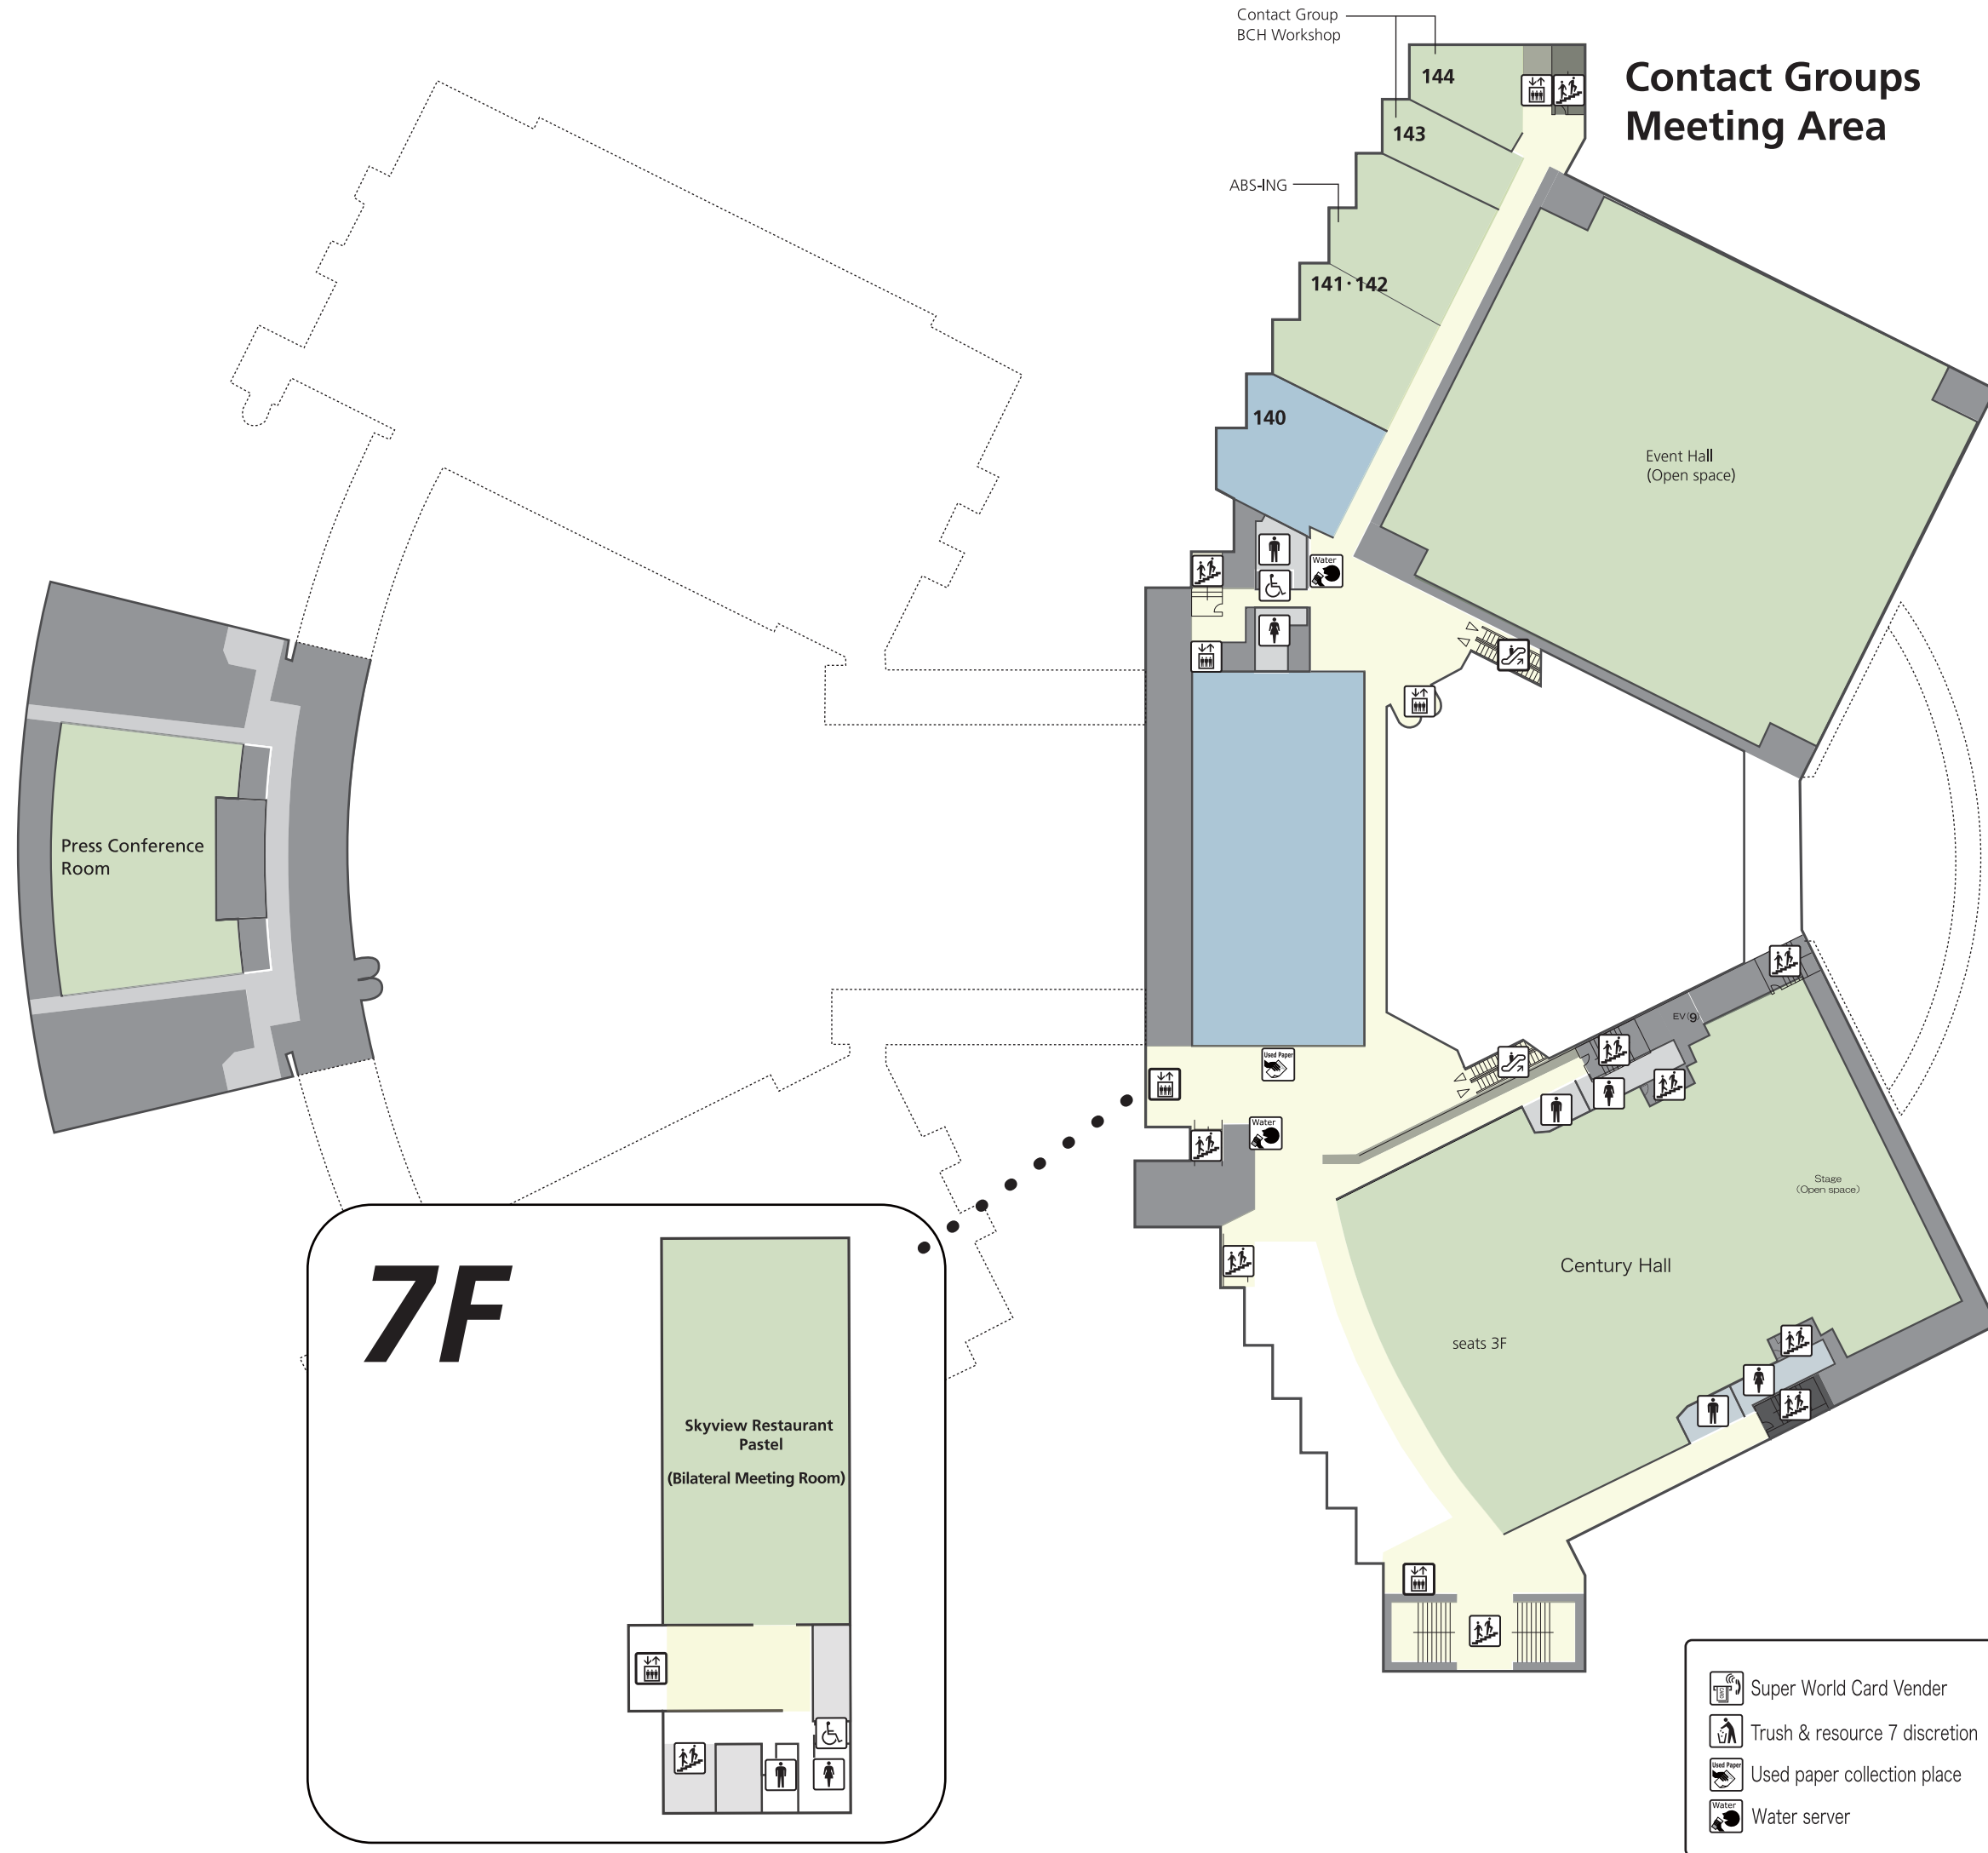 Contact Group
BCH Workshop
Contact Groups
Meeting Area
144
143
ABS-ING
141・142
140
Event Hall
(Open space)
Water
Press Conference
Room
EV(9)
Used Paper
Water
Stage
(Open space)
Century Hall
seats 3F
7F
Skyview Restaurant
Pastel
(Bilateral Meeting Room)
Super World Card Vender
Trush & resource 7 discretion
Used Paper
Used paper collection place
Water
Water server